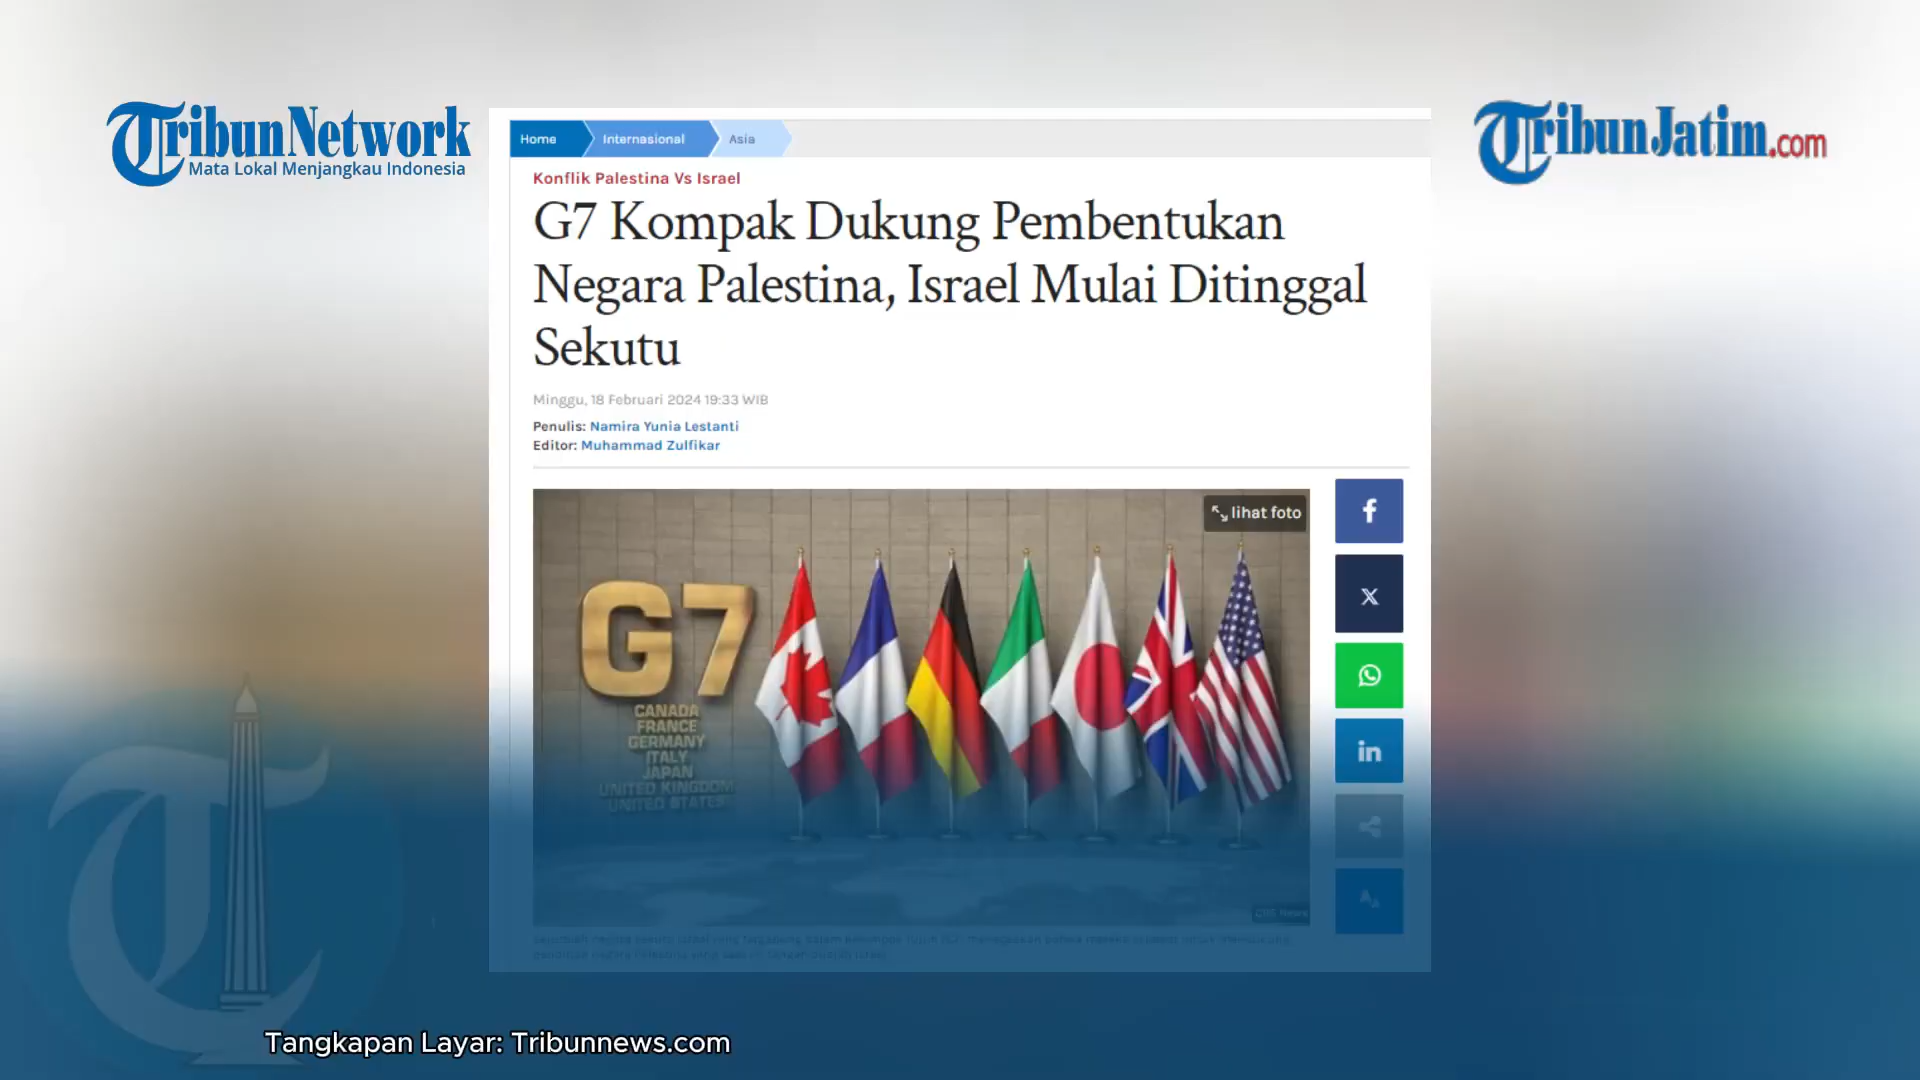 TribunNetwork
Mata Lokal Menjangkau Indonesia
TribunJatim.com
Home
Internasional
Asia
Konflik Palestina Vs Israel
G7 Kompak Dukung Pembentukan
Negara Palestina, Israel Mulai Ditinggal
Sekutu
Minggu, 18 Februari 2024 19:33 WIB
Penulis: Namira Yunia Lestanti
Editor: Muhammad Zulfikar
lihat foto
G7
CANADA
FRANCE
GERMANY
ITALY
JAPAN
UNITED KINGDOM
UNITED STATES
CBS News
Tangkapan Layar: Tribunnews.com